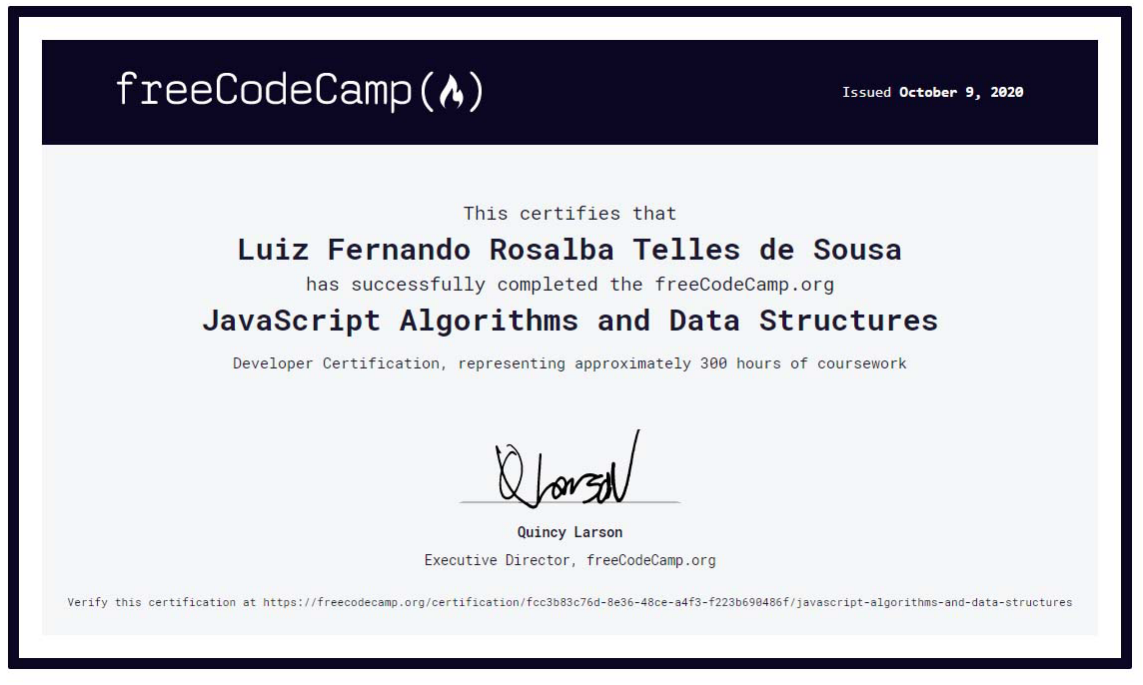 freeCodeCamp()
Issued October 9, 2020
This certifies that
Luiz Fernando Rosalba Telles de Sousa
has successfully completed the freeCodeCamp.org
JavaScript Algorithms and Data Structures
Developer Certification, representing approximately 300 hours of coursework
Q Larson
Quincy Larson
Executive Director, freeCodeCamp.org
Verify this certification at https://freecodecamp.org/certification/fcc3b83c76d-8e36-48ce-a4f3-f223b690486f/javascript-algorithms-and-data-structures